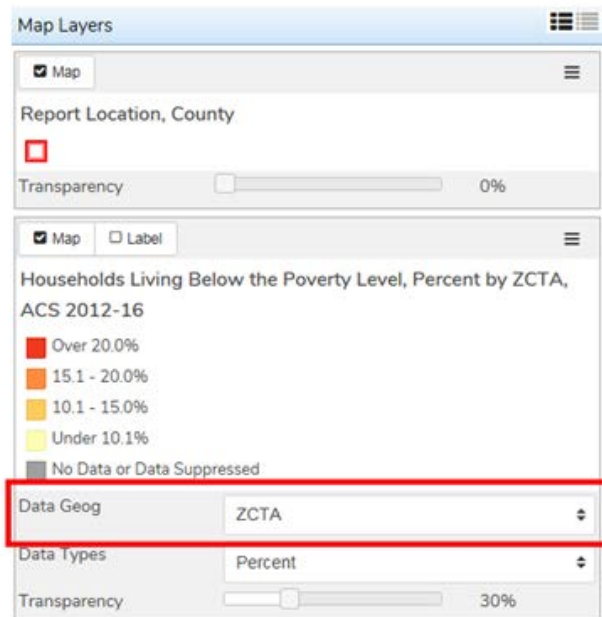 Map Layers
Map
Report Location, County
Transparency 0%
Map Label
Households Living Below the Poverty Level, Percent by ZCTA,
ACS 2012-16
Over 20.0%
15.1 - 20.0%
10.1 - 15.0%
Under 10.1%
No Data or Data Suppressed
Data Geog ZCTA
Data Types Percent
Transparency 30%